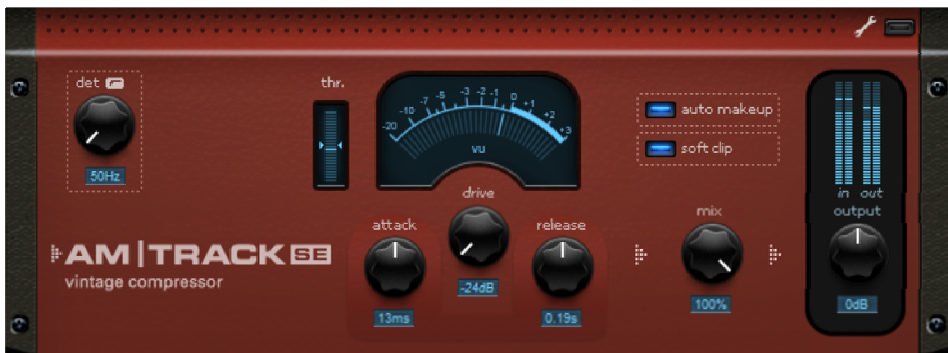 det
thr.
-20 -10 -7 -5 -3 -2 -1 0 +1 +2 +3
vu
auto makeup
soft clip
50Hz
in out
drive
attack
release
mix
output
AM|TRACK SE
vintage compressor
-24dB
13ms
0.19s
100%
0dB